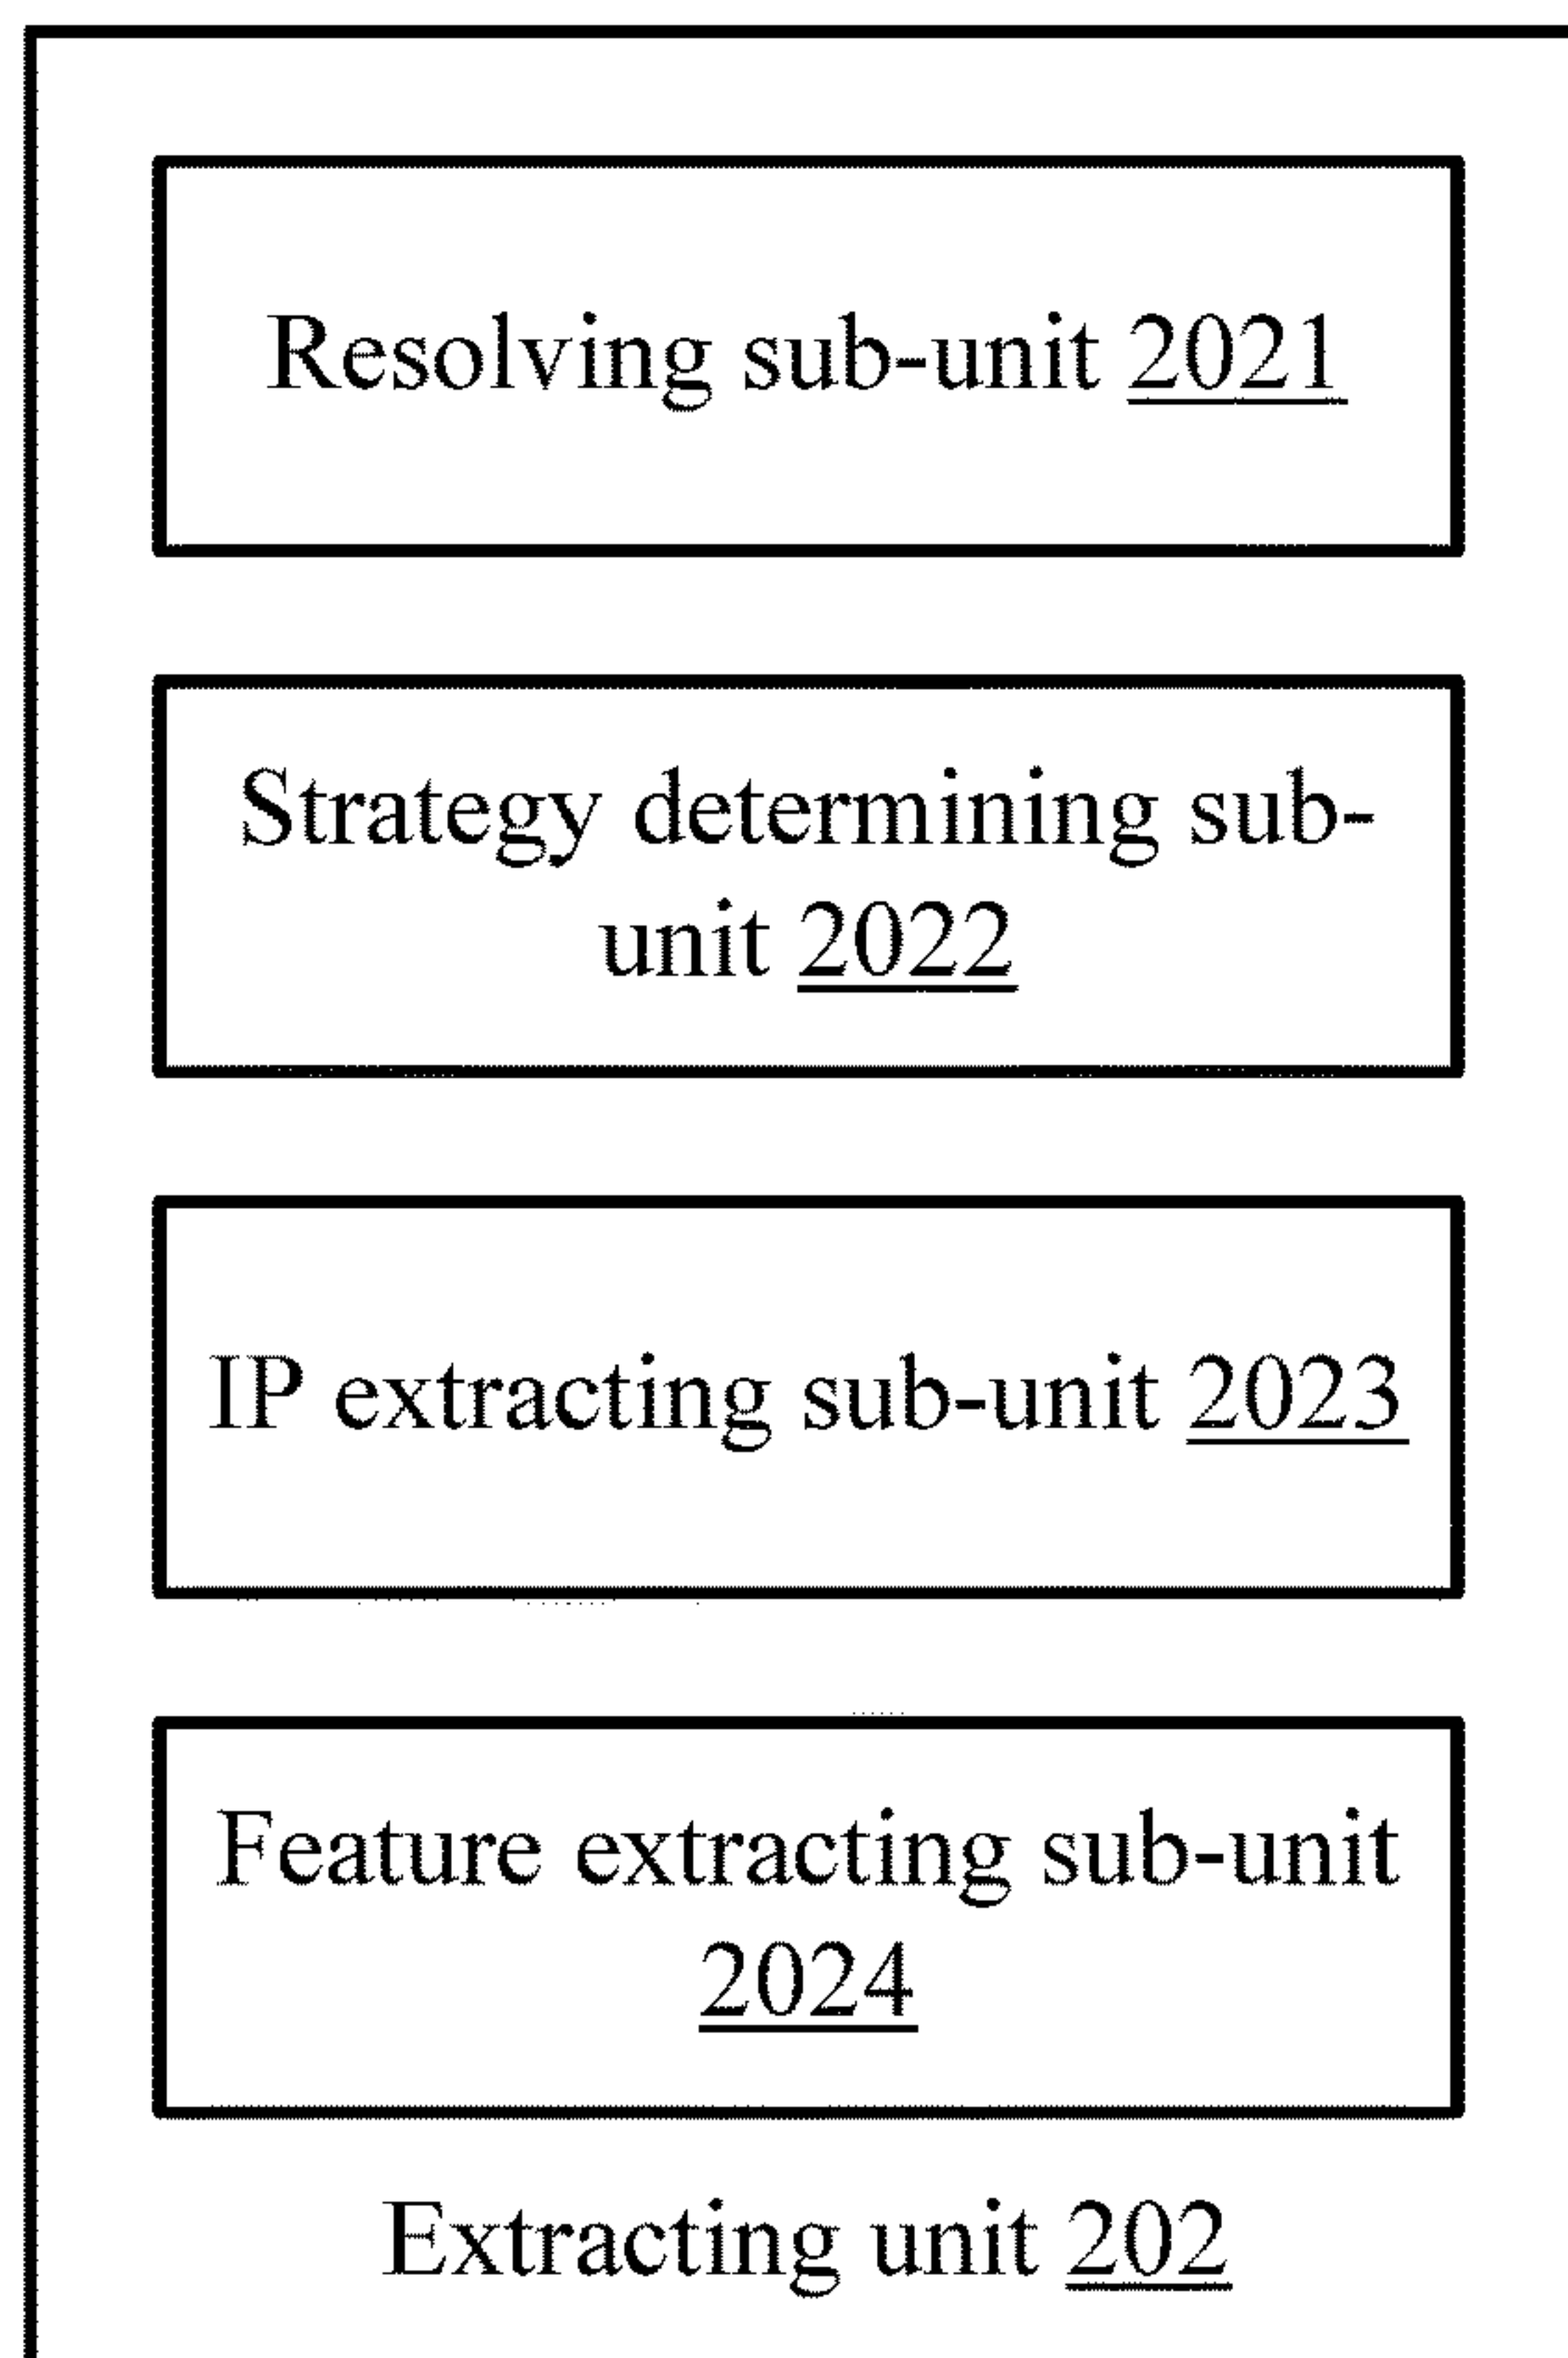 Resolving sub-unit 2021
Strategy determining sub-
unit 2022
IP extracting sub-unit 2023
Feature extracting sub-unit
2024
Extracting unit 202